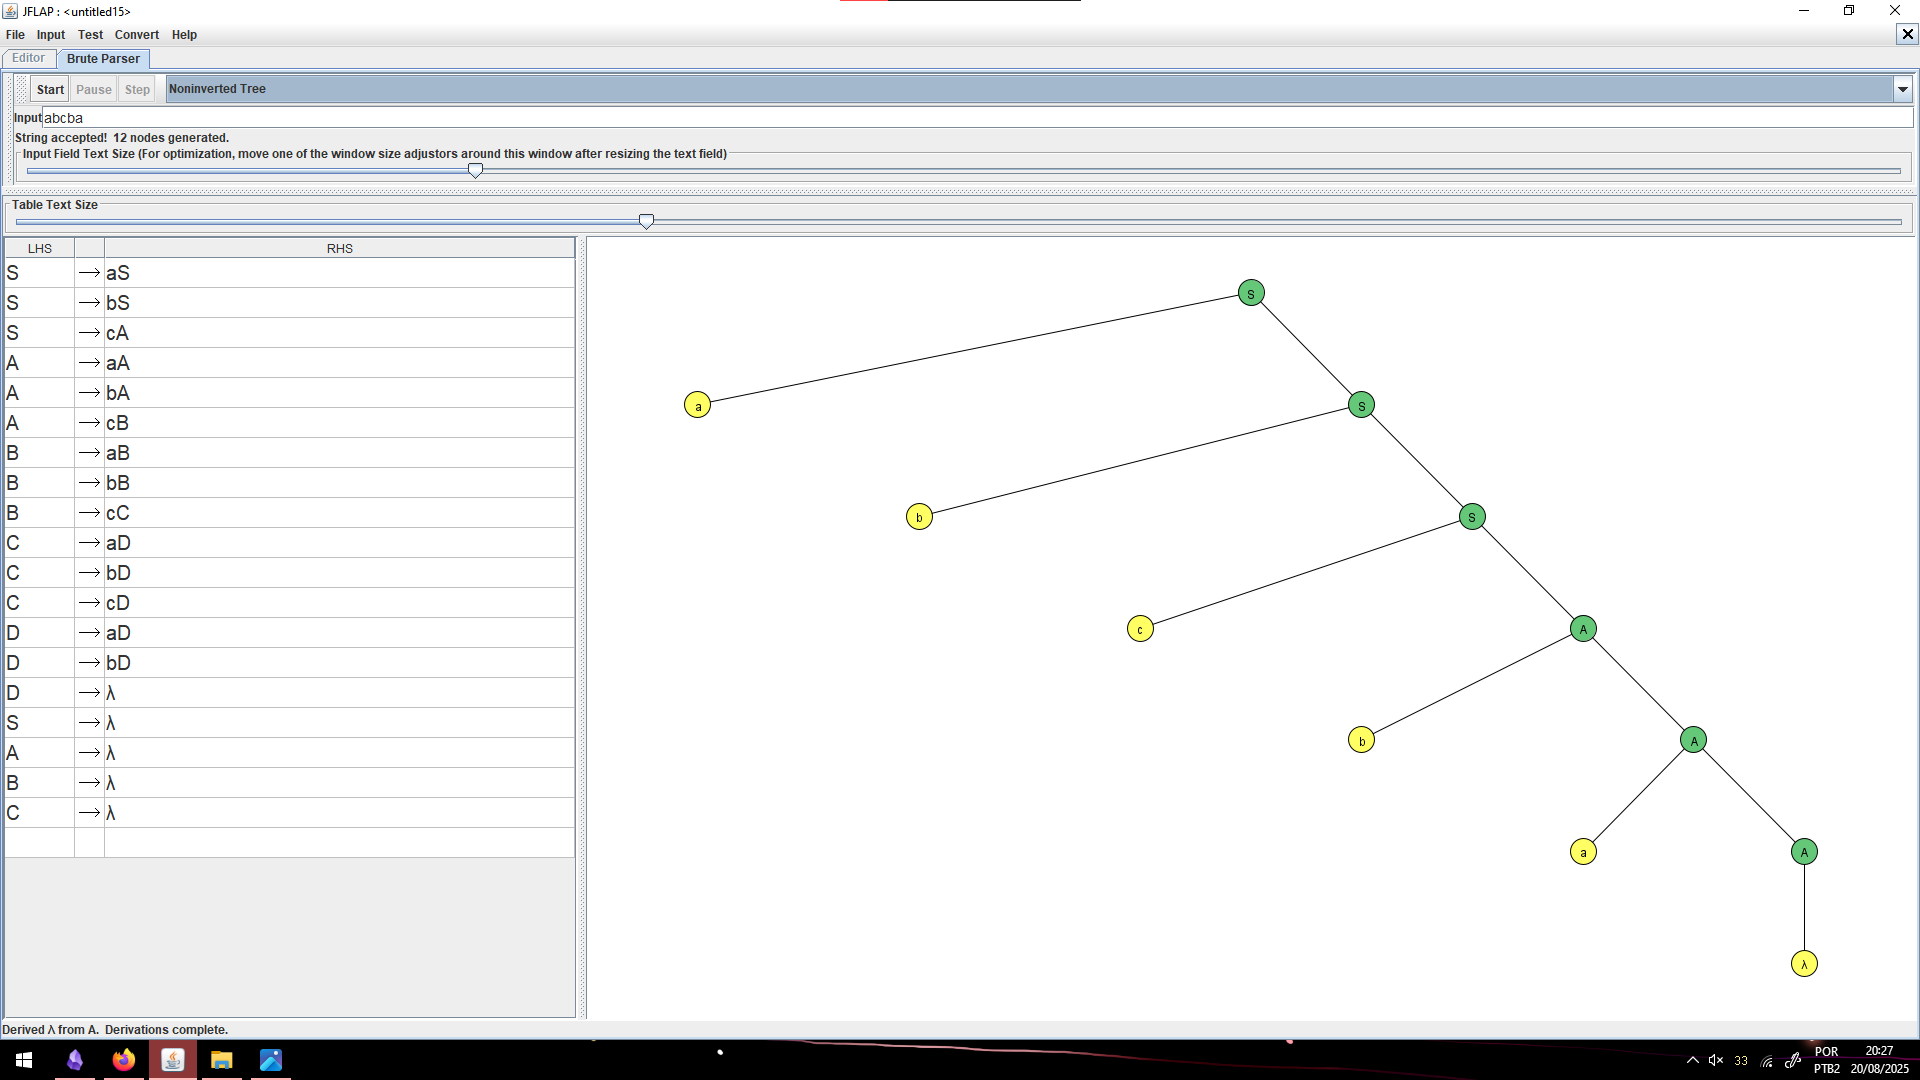 JFLAP : <untitled15>
File Input Test Convert Help
Editor Brute Parser
Start Pause Step Noninverted Tree
Input abcba
String accepted! 12 nodes generated.
Input Field Text Size (For optimization, move one of the window size adjustors around this window after resizing the text field)
Table Text Size
LHS RHS
S → aS
S → bS
S → cA
A → aA
A → bA
A → cB
B → aB
B → bB
B → cC
C → aD
C → bD
C → cD
D → aD
D → bD
D → λ
S → λ
A → λ
B → λ
C → λ
S
a S
b S
c A
b A
a A
λ
Derived λ from A. Derivations complete.
33 POR 20:27
PTB2 20/08/2025